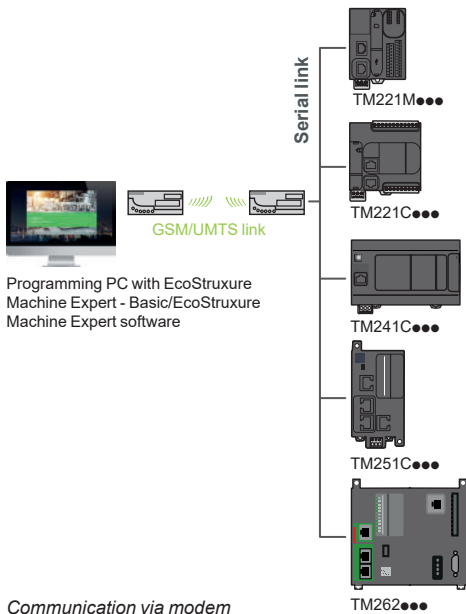 Serial link
TM221M●●●
TM221C●●●
GSM/UMTS link
Programming PC with EcoStruxure
Machine Expert - Basic/EcoStruxure
Machine Expert software
TM241C●●●
TM251C●●●
TM262●●●
Communication via modem